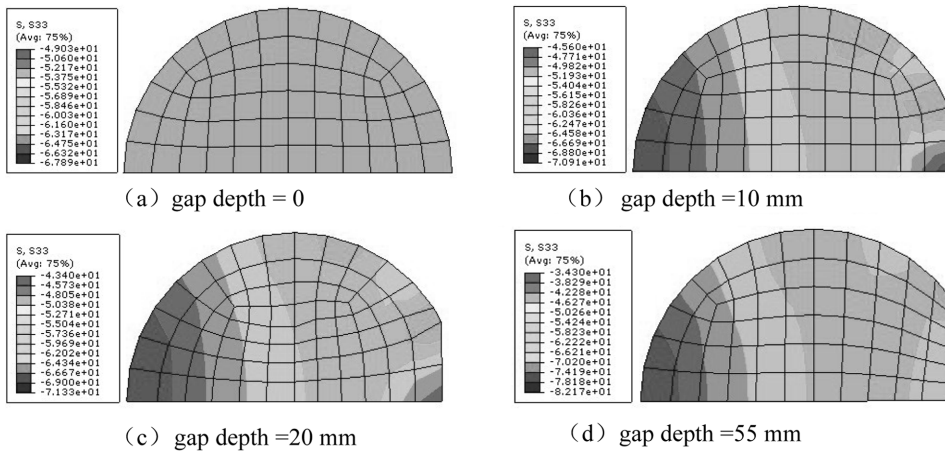 S, S33
(Avg: 75%)
-4.903e+01
-5.060e+01
-5.217e+01
-5.375e+01
-5.532e+01
-5.689e+01
-5.846e+01
-6.003e+01
-6.160e+01
-6.317e+01
-6.475e+01
-6.632e+01
-6.789e+01
(a) gap depth = 0
S, S33
(Avg: 75%)
-4.560e+01
-4.771e+01
-4.982e+01
-5.193e+01
-5.404e+01
-5.615e+01
-5.826e+01
-6.036e+01
-6.247e+01
-6.458e+01
-6.669e+01
-6.880e+01
-7.091e+01
(b) gap depth =10 mm
S, S33
(Avg: 75%)
-4.340e+01
-4.573e+01
-4.805e+01
-5.038e+01
-5.271e+01
-5.504e+01
-5.736e+01
-5.969e+01
-6.202e+01
-6.434e+01
-6.667e+01
-6.900e+01
-7.133e+01
(c) gap depth =20 mm
S, S33
(Avg: 75%)
-3.430e+01
-3.829e+01
-4.228e+01
-4.627e+01
-5.026e+01
-5.424e+01
-5.823e+01
-6.222e+01
-6.621e+01
-7.020e+01
-7.419e+01
-7.818e+01
-8.217e+01
(d) gap depth =55 mm